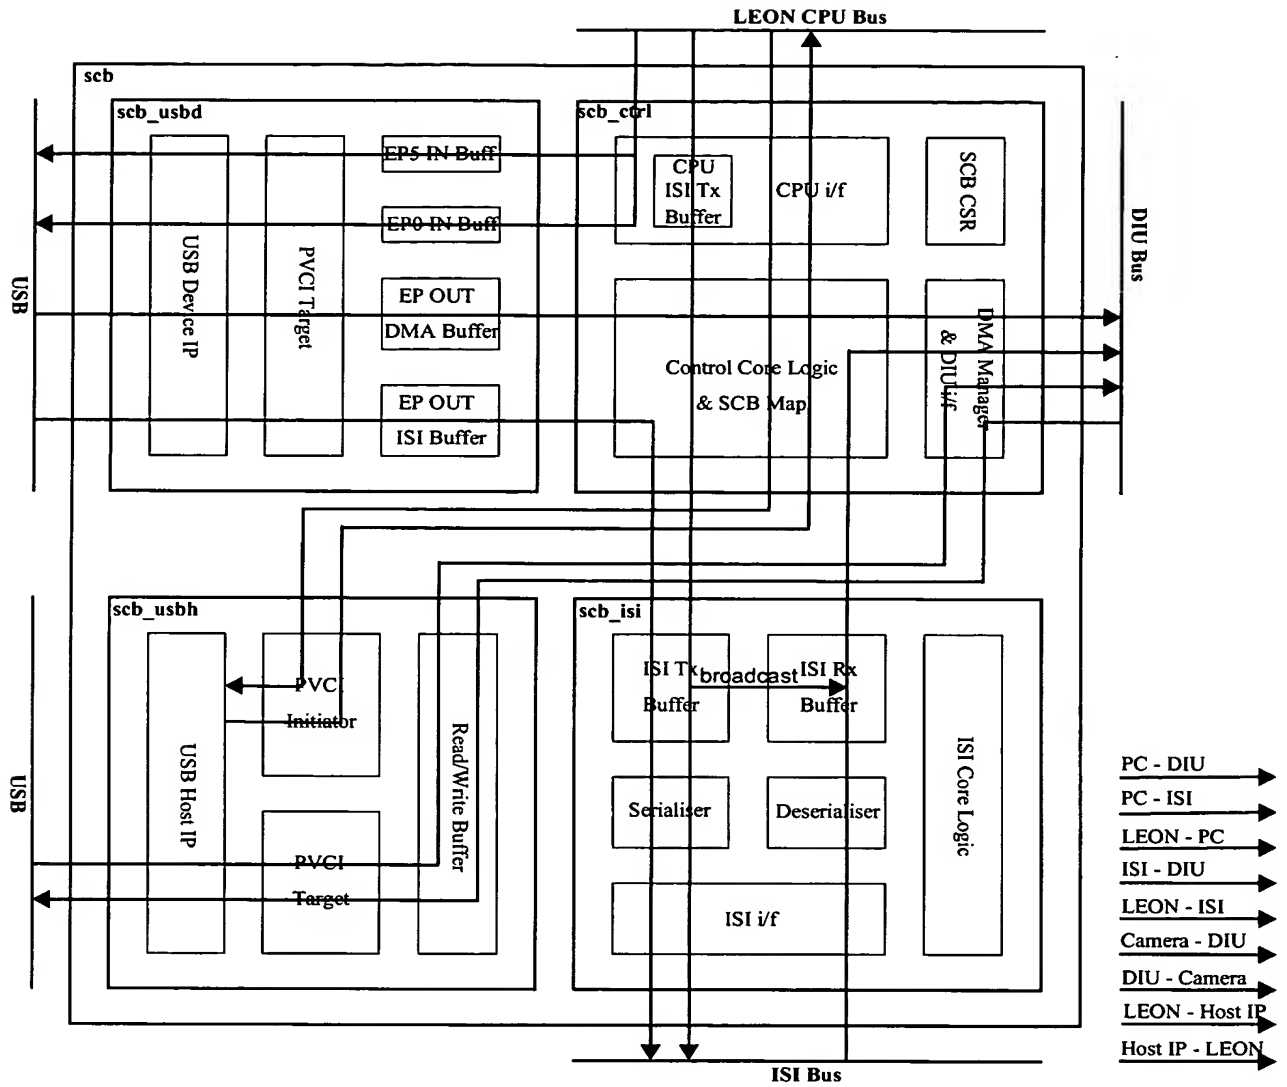 LEON CPU Bus
scb
scb_usbd
scb_ctrl
EP5 IN Buff
EP0 IN Buff
EP OUT
DMA Buffer
EP OUT
ISI Buffer
USB Device IP
PVCI Target
USB
CPU
ISI Tx
Buffer
CPU i/f
SCB CSR
Control Core Logic
& SCB Map
DMA Manager
& DIU i/f
DIU Bus
scb_usbh
scb_isi
USB Host IP
PVCI
Initiator
PVCI
Target
Read/Write Buffer
USB
ISI Tx
Buffer
broadcast
ISI Rx
Buffer
Serialiser
Deserialiser
ISI i/f
ISI Core Logic
ISI Bus
PC - DIU
PC - ISI
LEON - PC
ISI - DIU
LEON - ISI
Camera - DIU
DIU - Camera
LEON - Host IP
Host IP - LEON